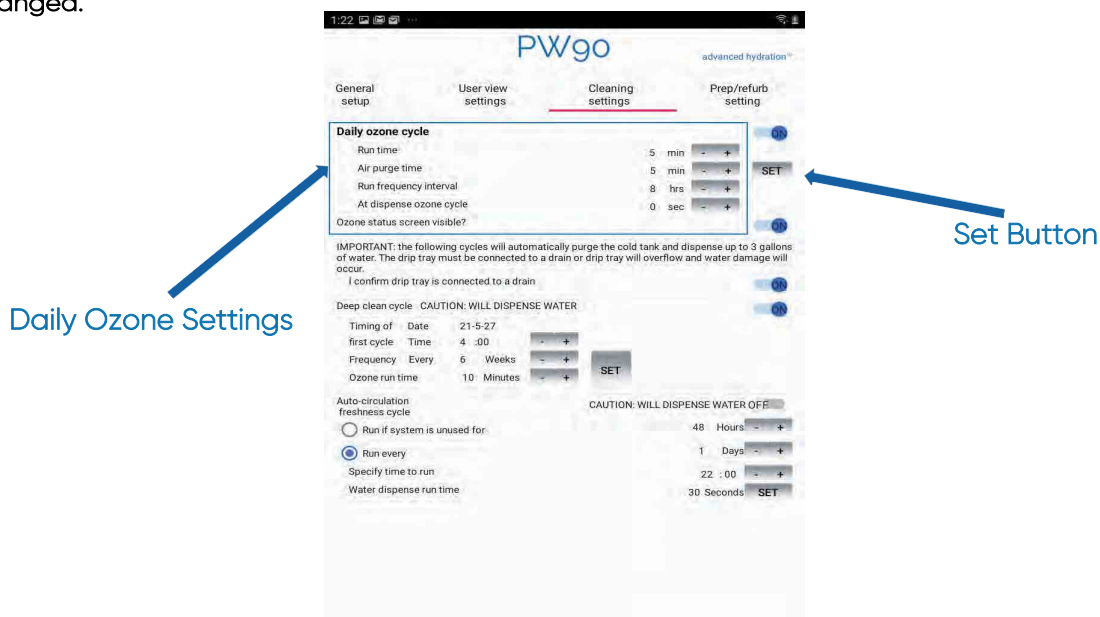 anged.
1:22
PW90
advanced hydration™
General setup
User view settings
Cleaning settings
Prep/refurb setting
Daily ozone cycle ON
Run time 5 min - +
Air purge time 5 min - + SET
Run frequency interval 8 hrs - +
At dispense ozone cycle 0 sec - +
Ozone status screen visible? ON
Set Button
IMPORTANT: the following cycles will automatically purge the cold tank and dispense up to 3 gallons
of water. The drip tray must be connected to a drain or drip tray will overflow and water damage will
occur.
I confirm drip tray is connected to a drain ON
Daily Ozone Settings
Deep clean cycle CAUTION: WILL DISPENSE WATER ON
Timing of Date 21-5-27
first cycle Time 4 :00 - +
Frequency Every 6 Weeks - +
SET
Ozone run time 10 Minutes - +
Auto-circulation
freshness cycle
CAUTION: WILL DISPENSE WATER OFF
Run if system is unused for 48 Hours - +
Run every 1 Days - +
Specify time to run 22 :00 - +
Water dispense run time 30 Seconds SET